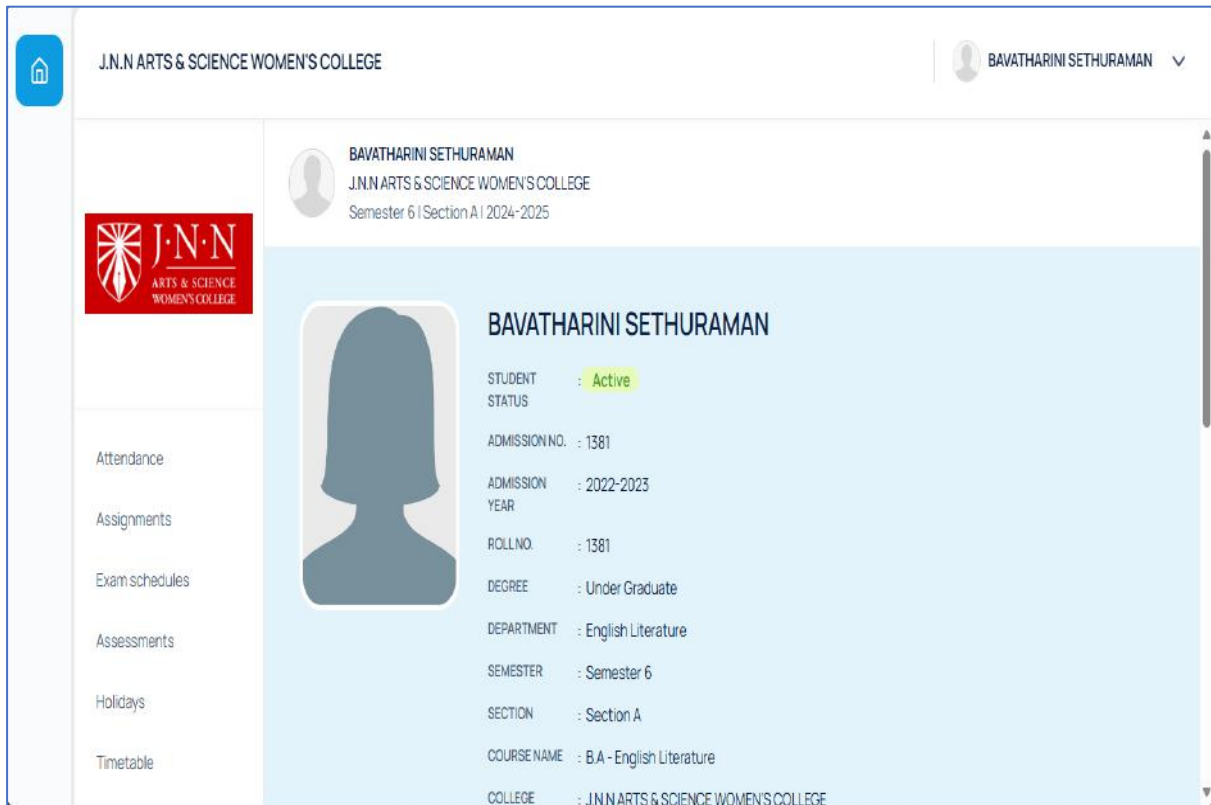 J.N.N ARTS & SCIENCE WOMEN'S COLLEGE
BAVATHARINI SETHURAMAN
BAVATHARINI SETHURAMAN
J.N.N ARTS & SCIENCE WOMEN'S COLLEGE
Semester 6 | Section A | 2024-2025
J·N·N
ARTS & SCIENCE
WOMEN'S COLLEGE
Attendance
Assignments
Exam schedules
Assessments
Holidays
Timetable
BAVATHARINI SETHURAMAN
STUDENT STATUS : Active
ADMISSION NO. : 1381
ADMISSION YEAR : 2022-2023
ROLL NO. : 1381
DEGREE : Under Graduate
DEPARTMENT : English Literature
SEMESTER : Semester 6
SECTION : Section A
COURSE NAME : B.A - English Literature
COLLEGE : J.N.N ARTS & SCIENCE WOMEN'S COLLEGE